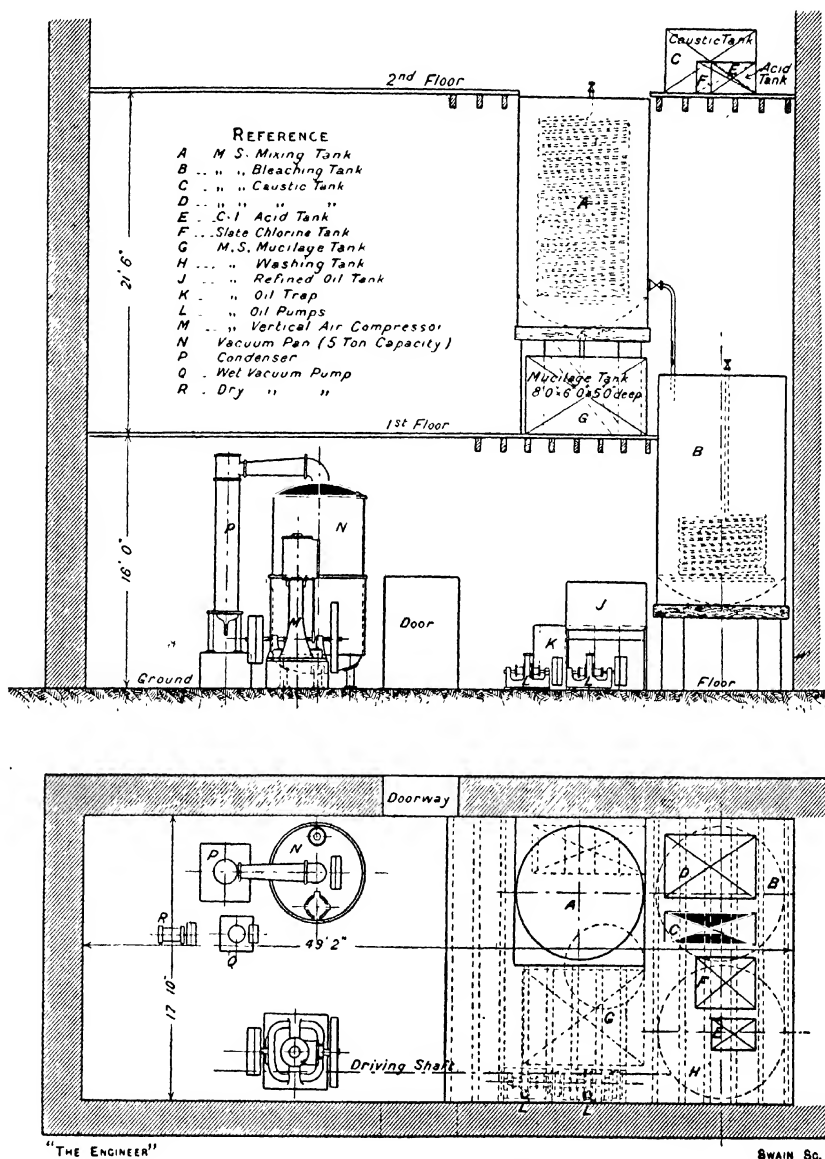 Caustic Tank
C
E
Acid
Tank
F
2nd Floor
REFERENCE
A M S. Mixing Tank
B .. „ „ Bleaching Tank
C .. „ „ Caustic Tank
D .. „ „ „ „
E . C.I Acid Tank
F ... Slate Chlorine Tank
G M.S. Mucilage Tank
H ... „ Washing Tank
J .. „ Refined Oil Tank
K . „ Oil Trap
L . „ Oil Pumps
M .. „ Vertical Air Compressor
N Vacuum Pan (5 Ton Capacity)
P Condenser
Q . Wet Vacuum Pump
R . Dry „ „
21' 6"
A
Mucilage Tank
8'0"x6'0"x5'0"deep
G
1st Floor
B
16' 0"
P
N
M
Door
J
K
L
L
Ground
Floor
Doorway
P
N
R
Q
49' 2"
17' 10"
Driving Shaft
A
D
B
C
F
G
E
H
L
L
"THE ENGINEER"
SWAIN SC.